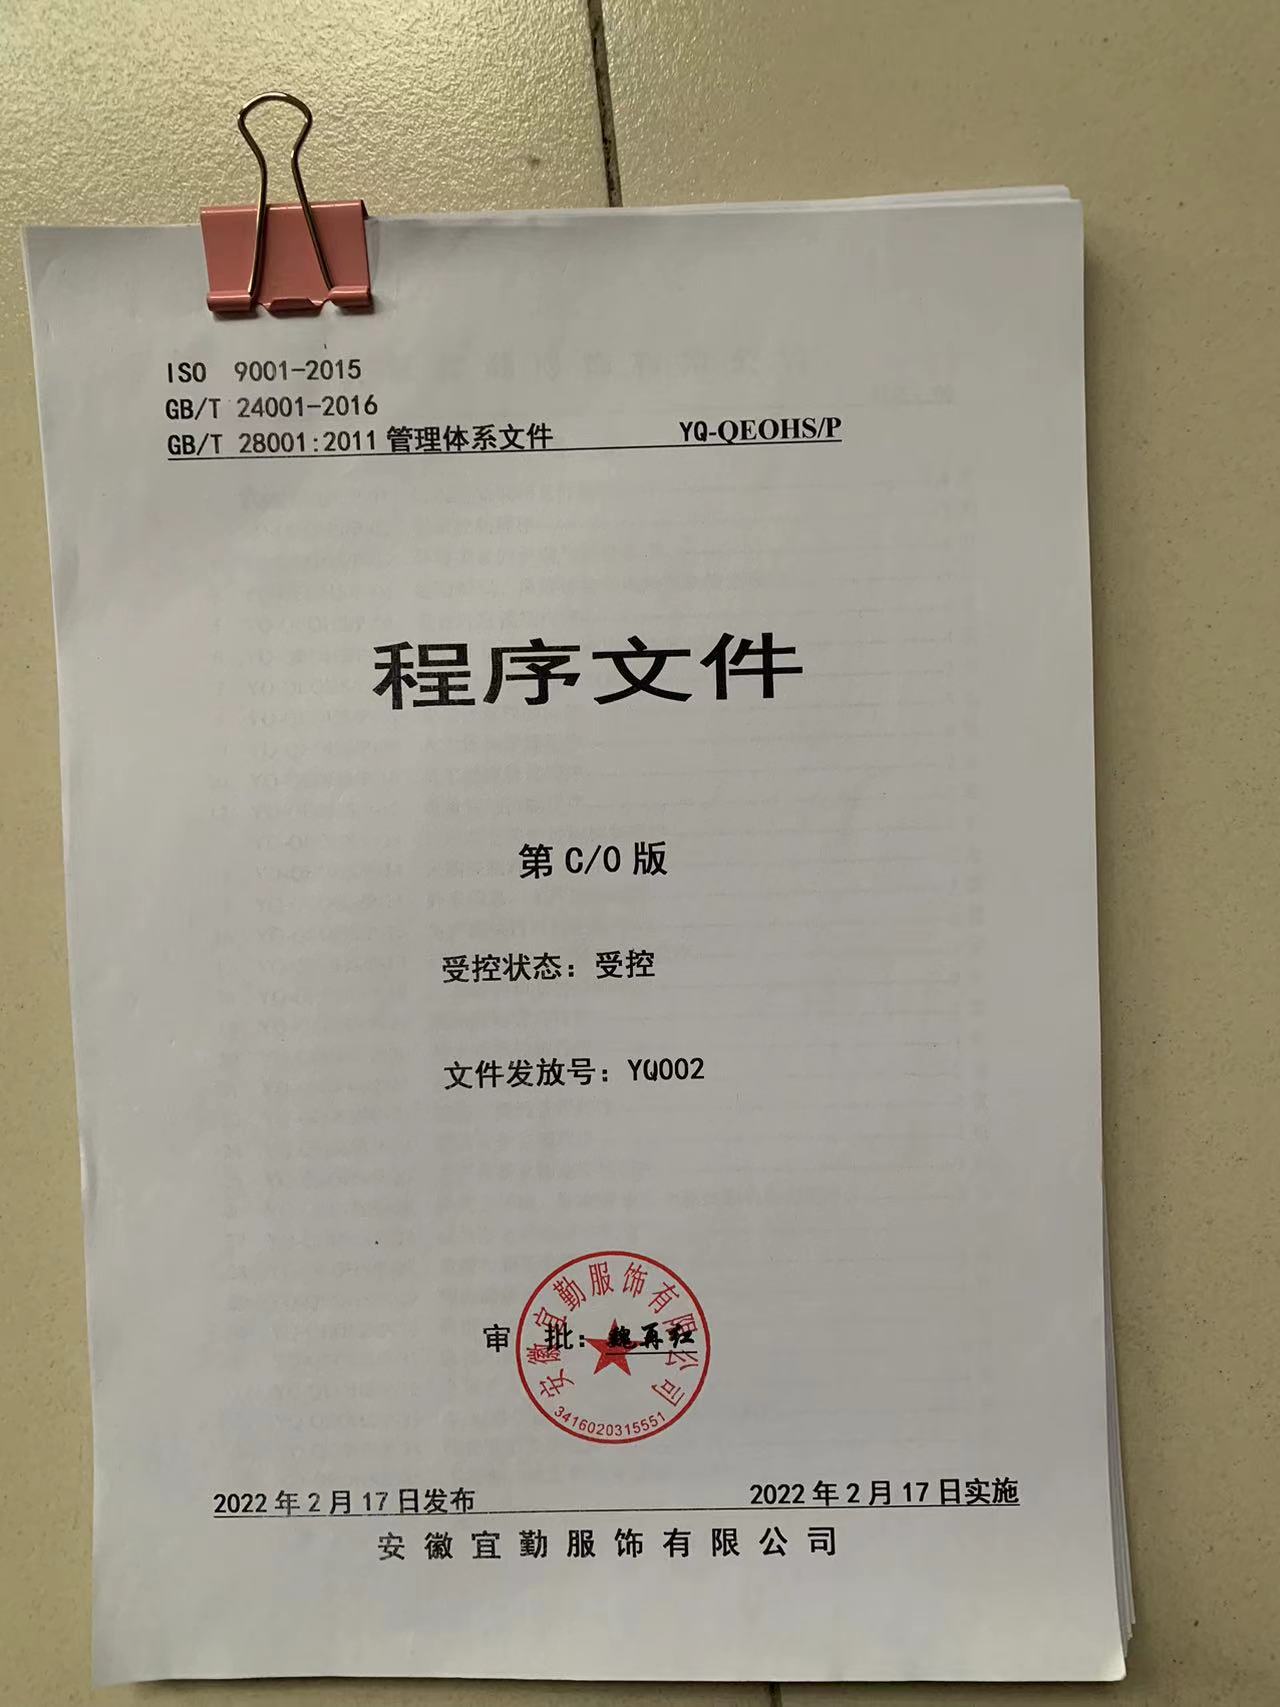 ISO 9001-2015
GB/T 24001-2016
GB/T 28001:2011 管理体系文件 YQ-QEOHS/P
程序文件
第 C/0 版
受控状态：受控
文件发放号：YQ002
安徽宜勤服饰有限公司
审 批：魏再红
3416020315551
2022 年 2 月 17 日发布 2022 年 2 月 17 日实施
安徽宜勤服饰有限公司